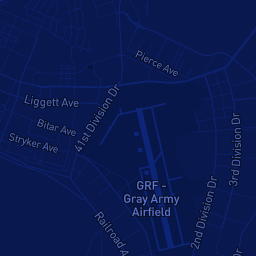 Pierce Ave
Liggett Ave
41st Division Dr
Bitar Ave
Stryker Ave
3rd Division Dr
GRF -
Gray Army
Airfield
2nd Division Dr
Railroad A
Dr